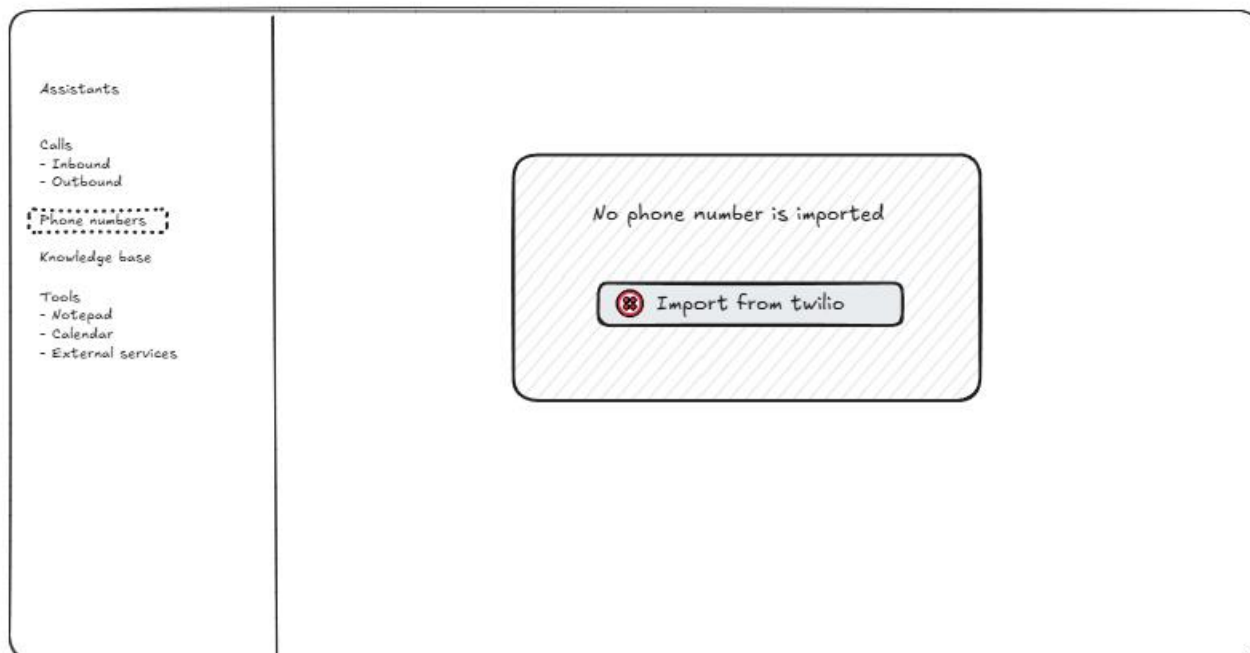 Assistants
Calls
- Inbound
- Outbound
Phone numbers
Knowledge base
Tools
- Notepad
- Calendar
- External services
No phone number is imported
Import from twilio